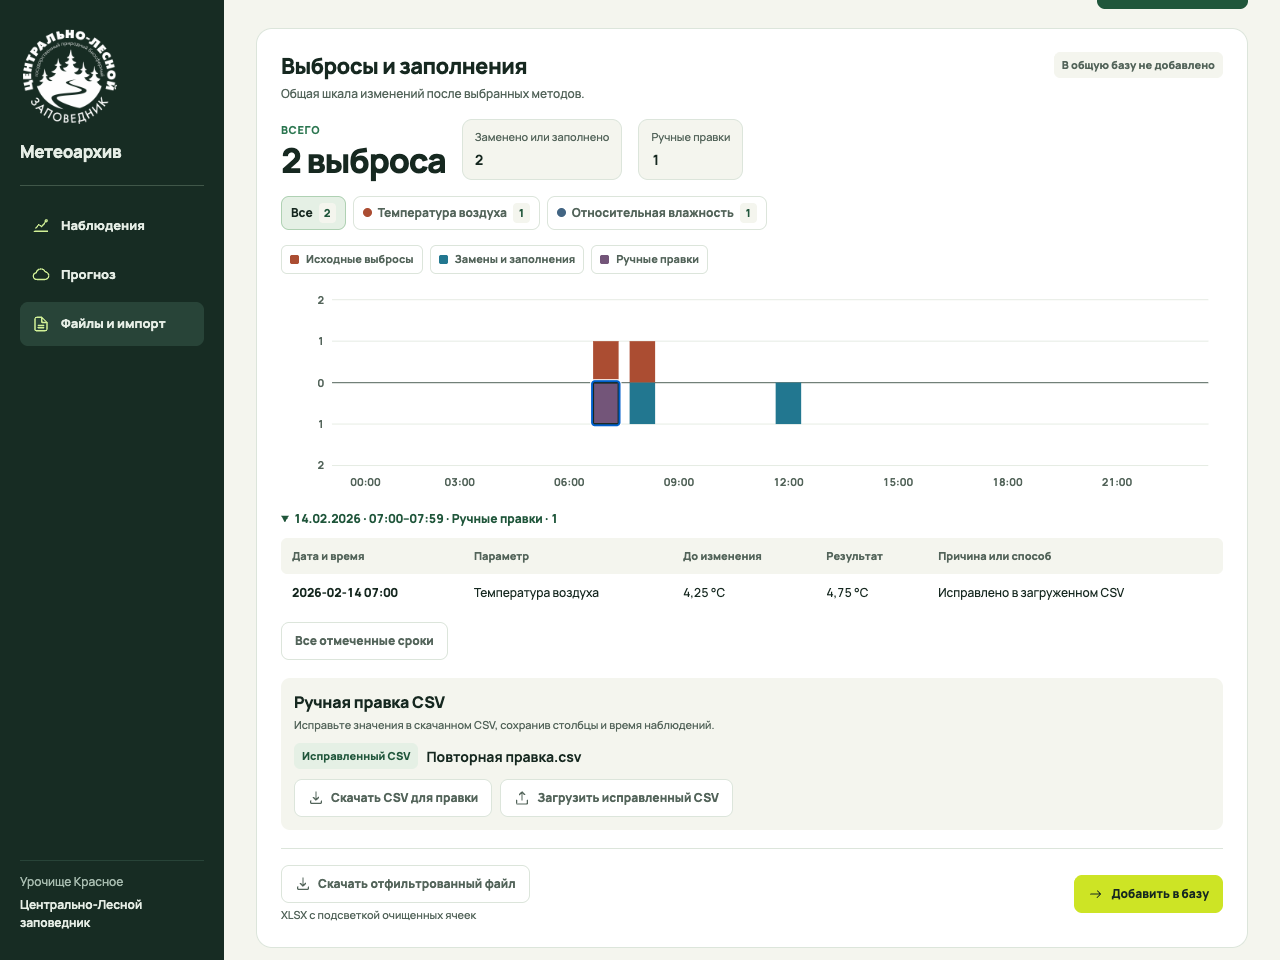 ЦЕНТРАЛЬНО-ЛЕСНОЙ
ЗАПОВЕДНИК
Метеоархив
Наблюдения
Прогноз
Файлы и импорт
Урочище Красное
Центрально-Лесной
заповедник
Выбросы и заполнения
В общую базу не добавлено
Общая шкала изменений после выбранных методов.
ВСЕГО
2 выброса
Заменено или заполнено
2
Ручные правки
1
Все 2
Температура воздуха 1
Относительная влажность 1
Исходные выбросы
Замены и заполнения
Ручные правки
2
1
0
1
2
00:00 03:00 06:00 09:00 12:00 15:00 18:00 21:00
▼ 14.02.2026 · 07:00–07:59 · Ручные правки · 1
Дата и время Параметр До изменения Результат Причина или способ
2026-02-14 07:00 Температура воздуха 4,25 °C 4,75 °C Исправлено в загруженном CSV
Все отмеченные сроки
Ручная правка CSV
Исправьте значения в скачанном CSV, сохранив столбцы и время наблюдений.
Исправленный CSV Повторная правка.csv
Скачать CSV для правки
Загрузить исправленный CSV
Скачать отфильтрованный файл
XLSX с подсветкой очищенных ячеек
Добавить в базу